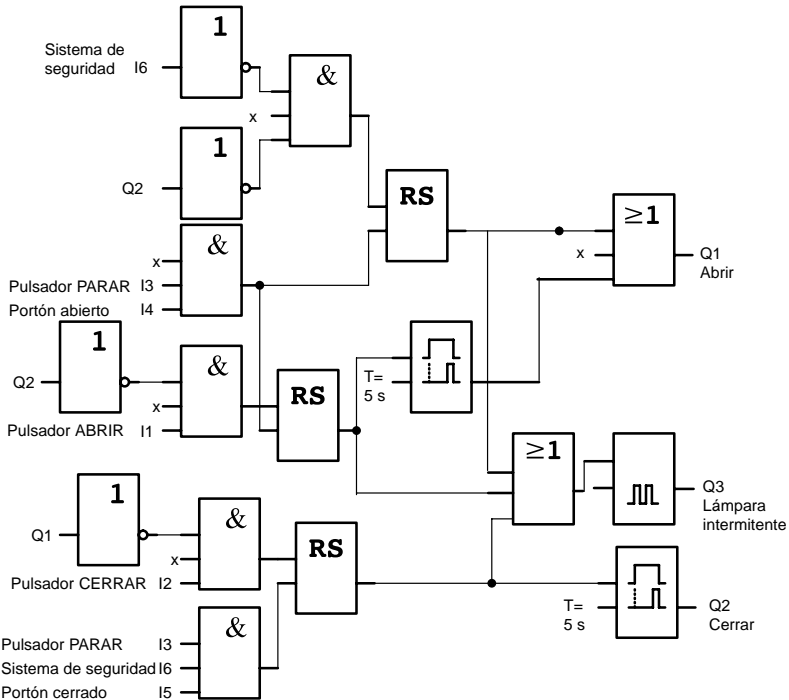 1
Sistema de
seguridad I6
&
x
1
Q2
RS
&
x
Pulsador PARAR I3
Portón abierto I4
≥1
x
Q1
Abrir
1
Q2
&
x
Pulsador ABRIR I1
RS
T=
5 s
≥1
Q3
Lámpara
intermitente
1
Q1
&
x
Pulsador CERRAR I2
RS
T=
5 s
Q2
Cerrar
&
Pulsador PARAR I3
Sistema de seguridad I6
Portón cerrado I5